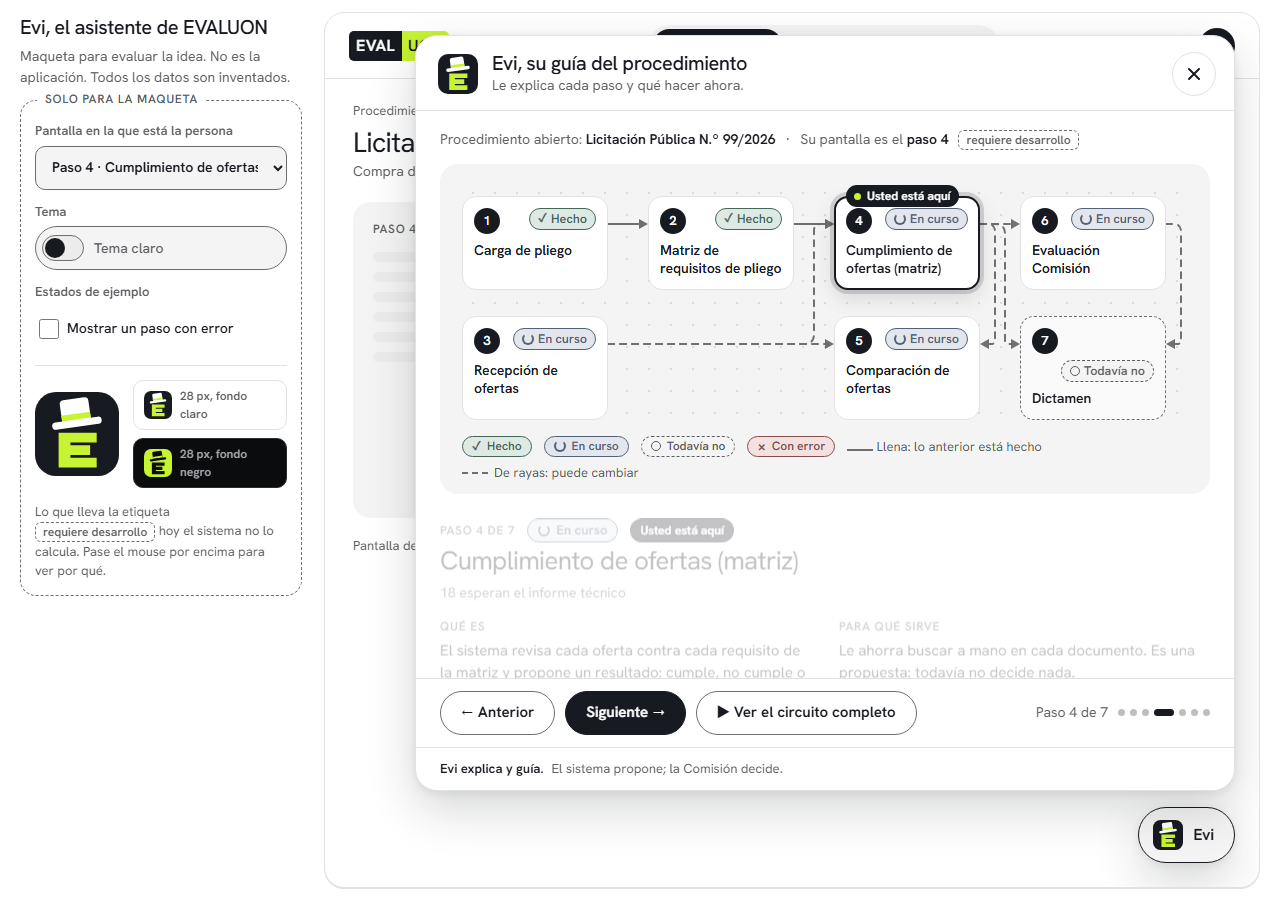 Evi, el asistente de EVALUON
Maqueta para evaluar la idea. No es la
aplicación. Todos los datos son inventados.
SOLO PARA LA MAQUETA
Pantalla en la que está la persona
Paso 4 · Cumplimiento de ofertas
Tema
Tema claro
Estados de ejemplo
Mostrar un paso con error
E
28 px, fondo
claro
28 px, fondo
negro
Lo que lleva la etiqueta
requiere desarrollo hoy el sistema no lo
calcula. Pase el mouse por encima para
ver por qué.
EVAL U
Procedimie
Licita
Compra d
PASO 4
Pantalla de
Evi, su guía del procedimiento
Le explica cada paso y qué hacer ahora.
Procedimiento abierto: Licitación Pública N.° 99/2026 · Su pantalla es el paso 4 requiere desarrollo
Usted está aquí
1 Hecho
Carga de pliego
2 Hecho
Matriz de
requisitos de pliego
4 En curso
Cumplimiento de
ofertas (matriz)
6 En curso
Evaluación
Comisión
3 En curso
Recepción de
ofertas
5 En curso
Comparación de
ofertas
7
Todavía no
Dictamen
Hecho En curso Todavía no Con error Llena: lo anterior está hecho
De rayas: puede cambiar
PASO 4 DE 7 En curso Usted está aquí
Cumplimiento de ofertas (matriz)
18 esperan el informe técnico
QUÉ ES
El sistema revisa cada oferta contra cada requisito de
la matriz y propone un resultado: cumple, no cumple o
PARA QUÉ SIRVE
Le ahorra buscar a mano en cada documento. Es una
propuesta: todavía no decide nada.
← Anterior
Siguiente →
▶ Ver el circuito completo
Paso 4 de 7
Evi explica y guía. El sistema propone; la Comisión decide.
Evi